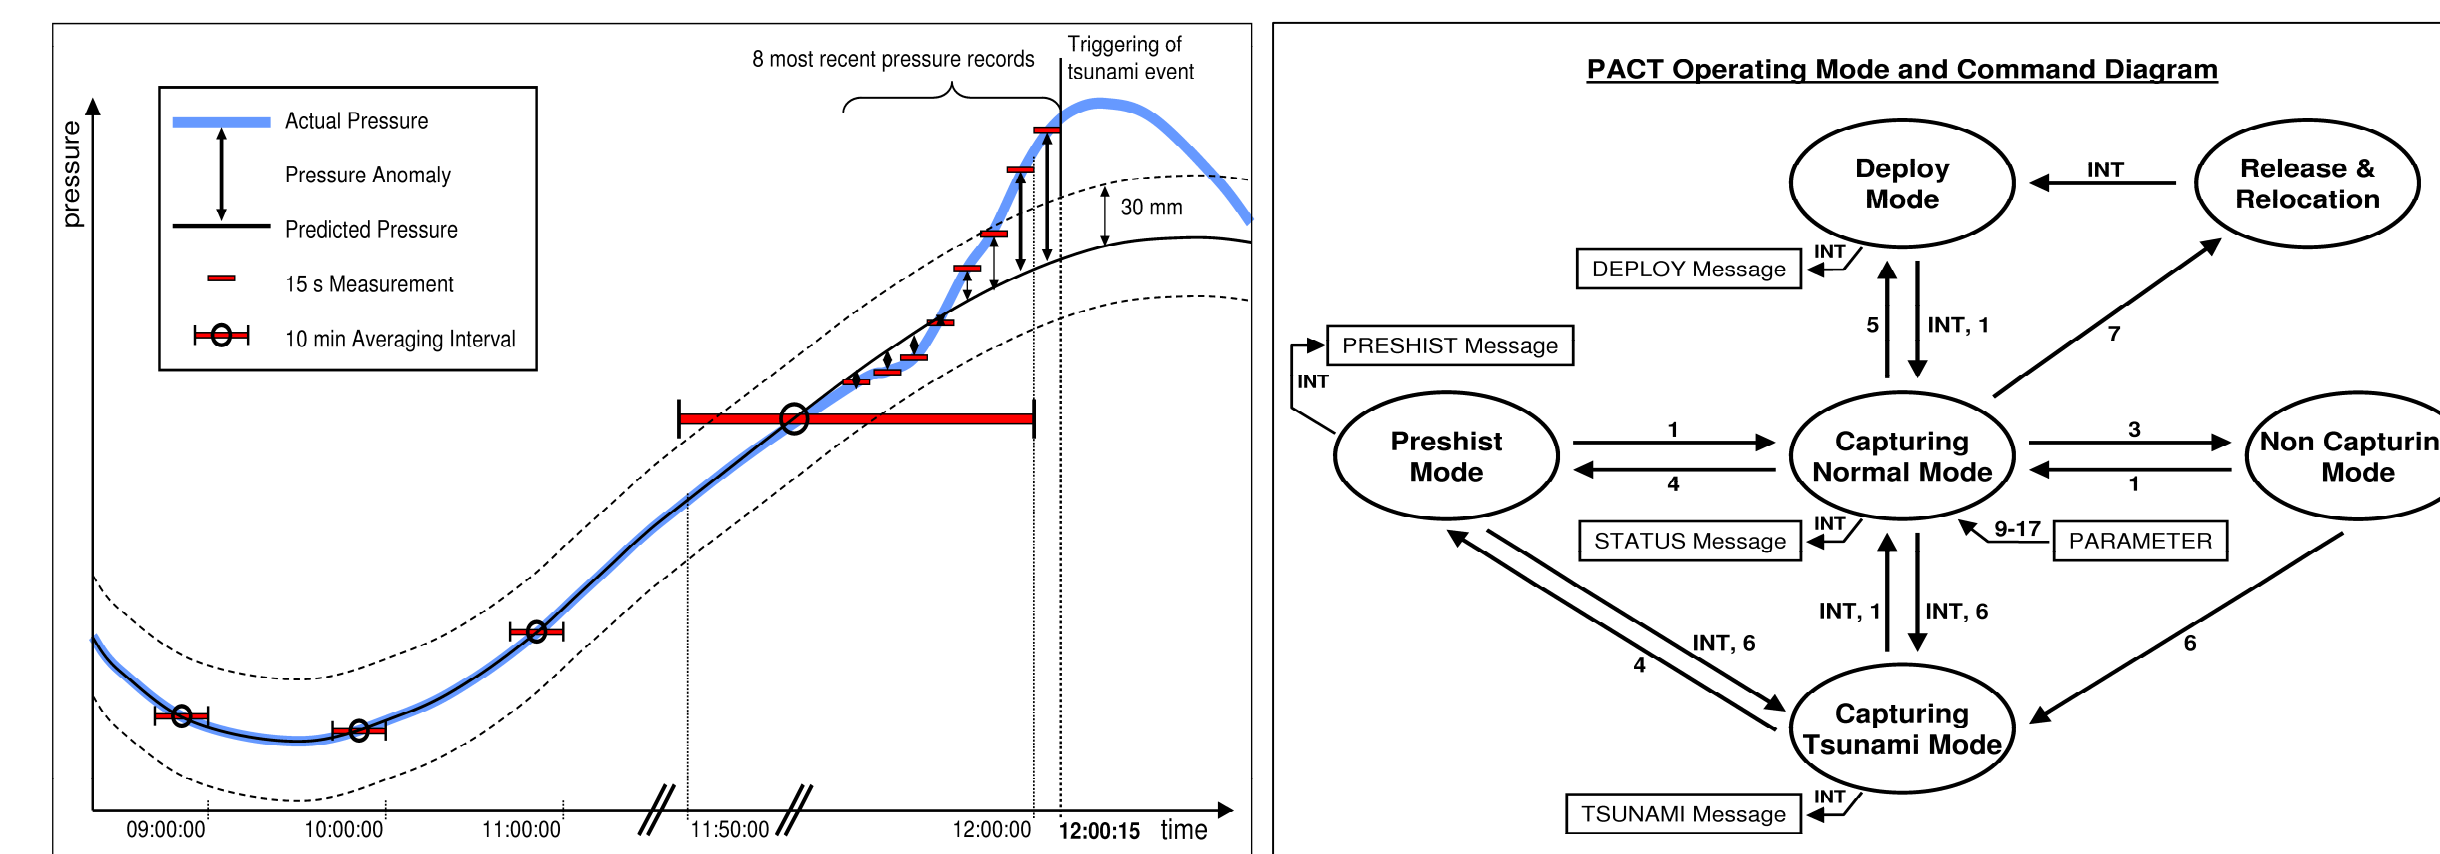 8 most recent pressure records
Triggering of
tsunami event
pressure
Actual Pressure
Pressure Anomaly
Predicted Pressure
15 s Measurement
10 min Averaging Interval
30 mm
09:00:00
10:00:00
11:00:00
11:50:00
12:00:00
12:00:15
time
PACT Operating Mode and Command Diagram
Deploy
Mode
INT
Release &
Relocation
DEPLOY Message
INT
5
INT, 1
7
PRESHIST Message
INT
Preshist
Mode
1
4
Capturing
Normal Mode
3
1
Non Capturin
Mode
STATUS Message
INT
9-17
PARAMETER
INT, 1
INT, 6
INT, 6
4
6
Capturing
Tsunami Mode
TSUNAMI Message
INT